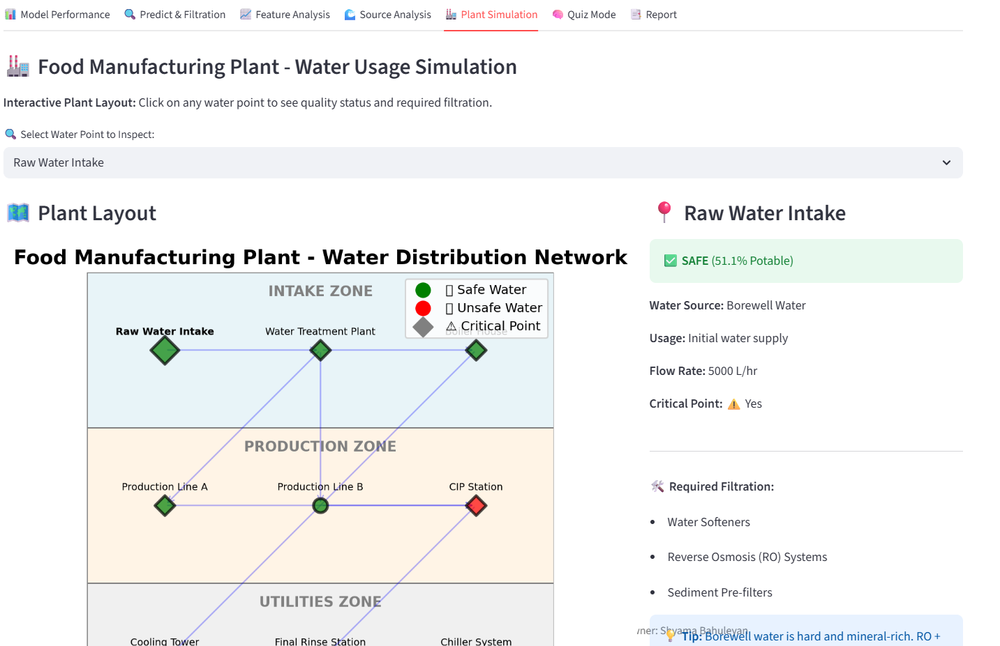 Model Performance
Predict & Filtration
Feature Analysis
Source Analysis
Plant Simulation
Quiz Mode
Report
Food Manufacturing Plant - Water Usage Simulation
Interactive Plant Layout: Click on any water point to see quality status and required filtration.
Select Water Point to Inspect:
Raw Water Intake
Plant Layout
Food Manufacturing Plant - Water Distribution Network
INTAKE ZONE
Safe Water
Unsafe Water
⚠ Critical Point
Raw Water Intake
Water Treatment Plant
Boiler House
PRODUCTION ZONE
Production Line A
Production Line B
CIP Station
UTILITIES ZONE
Cooling Tower
Final Rinse Station
Chiller System
Raw Water Intake
SAFE (51.1% Potable)
Water Source: Borewell Water
Usage: Initial water supply
Flow Rate: 5000 L/hr
Critical Point: ⚠ Yes
Required Filtration:
• Water Softeners
• Reverse Osmosis (RO) Systems
• Sediment Pre-filters
Tip: Borewell water is hard and mineral-rich. RO +
Shyama Bahuleyan